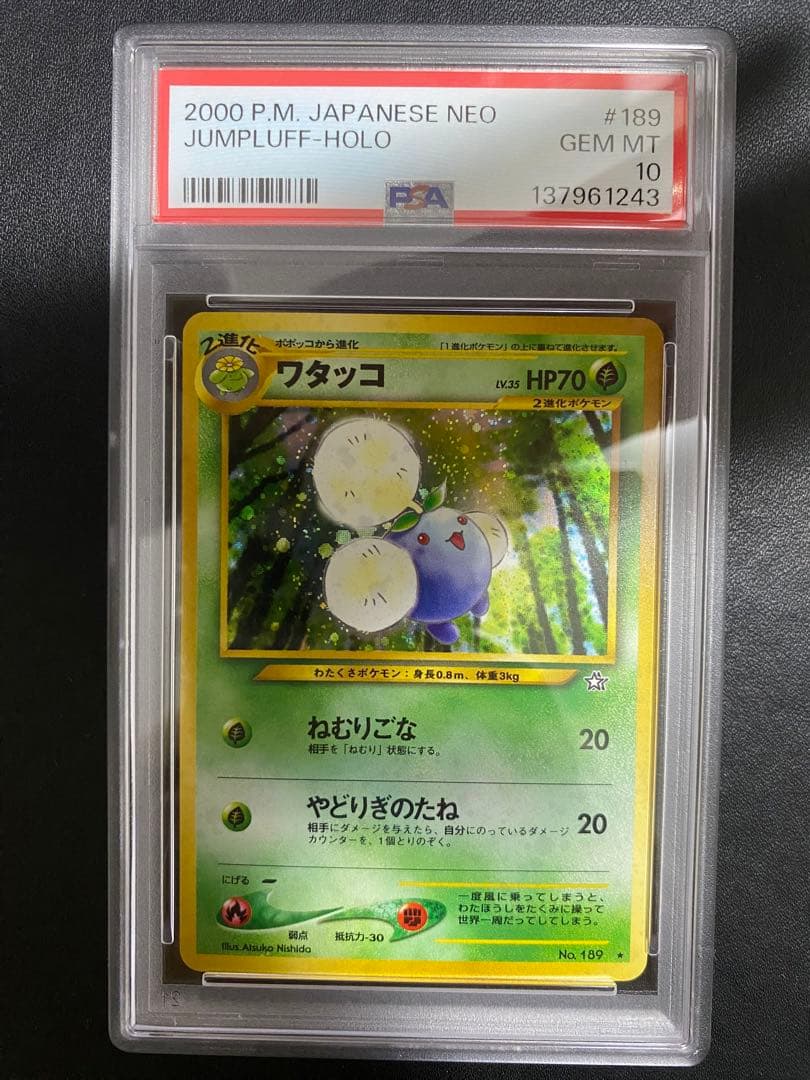 2000 P.M. JAPANESE NEO #189
JUMPLUFF-HOLO GEM MT
10
PSA 137961243
2進化 ポポッコから進化 「1進化ポケモン」の上に重ねて進化させます。
ワタッコ LV.35 HP70
2進化ポケモン
わたくさポケモン：身長0.8m、体重3kg
ねむりごな 20
相手を「ねむり」状態にする。
やどりぎのたね 20
相手にダメージを与えたら、自分にのっているダメージ
カウンターを、1個とりのぞく。
にげる
弱点 抵抗力-30
一度風に乗ってしまうと、
わたほうしをたくみに操って
世界一周だってしてしまう。
Illus. Atsuko Nishida
No. 189 ★